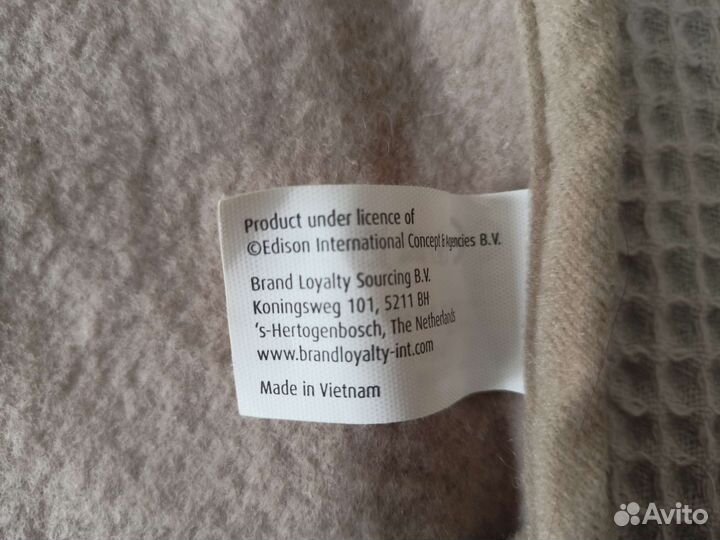 Product under licence of
©Edison International Concept & Agencies B.V.
Brand Loyalty Sourcing B.V.
Koningsweg 101, 5211 BH
's-Hertogenbosch, The Netherlands
www.brandloyalty-int.com
Made in Vietnam
Avito